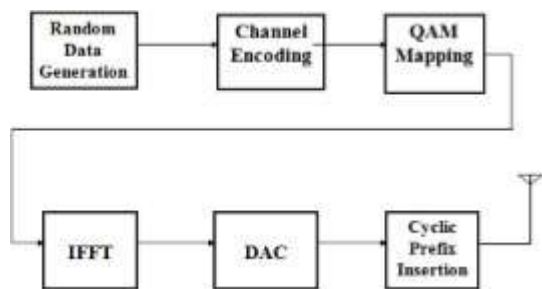 Random
Data
Generation
Channel
Encoding
QAM
Mapping
IFFT
DAC
Cyclic
Prefix
Insertion